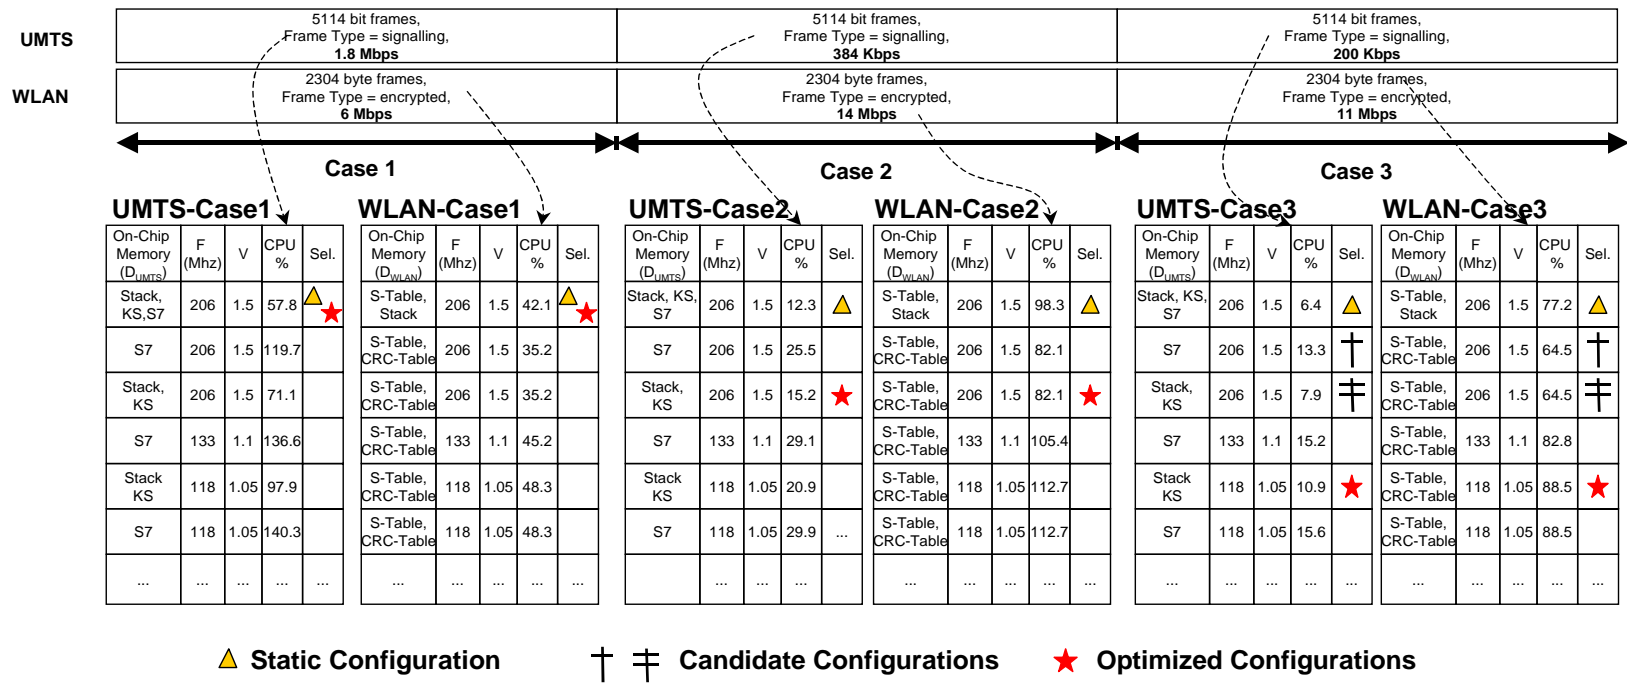 UMTS
5114 bit frames,
Frame Type = signalling,
1.8 Mbps
5114 bit frames,
Frame Type = signalling,
384 Kbps
5114 bit frames,
Frame Type = signalling,
200 Kbps
WLAN
2304 byte frames,
Frame Type = encrypted,
6 Mbps
2304 byte frames,
Frame Type = encrypted,
14 Mbps
2304 byte frames,
Frame Type = encrypted,
11 Mbps
Case 1
Case 2
Case 3
UMTS-Case1
On-Chip Memory (D_UMTS) F (Mhz) V CPU % Sel.
Stack, KS,S7 206 1.5 57.8
S7 206 1.5 119.7
Stack, KS 206 1.5 71.1
S7 133 1.1 136.6
Stack KS 118 1.05 97.9
S7 118 1.05 140.3
... ... ... ... ...
WLAN-Case1
On-Chip Memory (D_WLAN) F (Mhz) V CPU % Sel.
S-Table, Stack 206 1.5 42.1
S-Table, CRC-Table 206 1.5 35.2
S-Table, CRC-Table 206 1.5 35.2
S-Table, CRC-Table 133 1.1 45.2
S-Table, CRC-Table 118 1.05 48.3
S-Table, CRC-Table 118 1.05 48.3
... ... ... ... ...
UMTS-Case2
On-Chip Memory (D_UMTS) F (Mhz) V CPU % Sel.
Stack, KS, S7 206 1.5 12.3
S7 206 1.5 25.5
Stack, KS 206 1.5 15.2
S7 133 1.1 29.1
Stack KS 118 1.05 20.9
S7 118 1.05 29.9 ...
... ... ... ...
WLAN-Case2
On-Chip Memory (D_WLAN) F (Mhz) V CPU % Sel.
S-Table, Stack 206 1.5 98.3
S-Table, CRC-Table 206 1.5 82.1
S-Table, CRC-Table 206 1.5 82.1
S-Table, CRC-Table 133 1.1 105.4
S-Table, CRC-Table 118 1.05 112.7
S-Table, CRC-Table 118 1.05 112.7
... ... ... ... ...
UMTS-Case3
On-Chip Memory (D_UMTS) F (Mhz) V CPU % Sel.
Stack, KS, S7 206 1.5 6.4
S7 206 1.5 13.3
Stack, KS 206 1.5 7.9
S7 133 1.1 15.2
Stack KS 118 1.05 10.9
S7 118 1.05 15.6
... ... ... ... ...
WLAN-Case3
On-Chip Memory (D_WLAN) F (Mhz) V CPU % Sel.
S-Table, Stack 206 1.5 77.2
S-Table, CRC-Table 206 1.5 64.5
S-Table, CRC-Table 206 1.5 64.5
S-Table, CRC-Table 133 1.1 82.8
S-Table, CRC-Table 118 1.05 88.5
S-Table, CRC-Table 118 1.05 88.5
... ... ... ... ...
Static Configuration
Candidate Configurations
Optimized Configurations